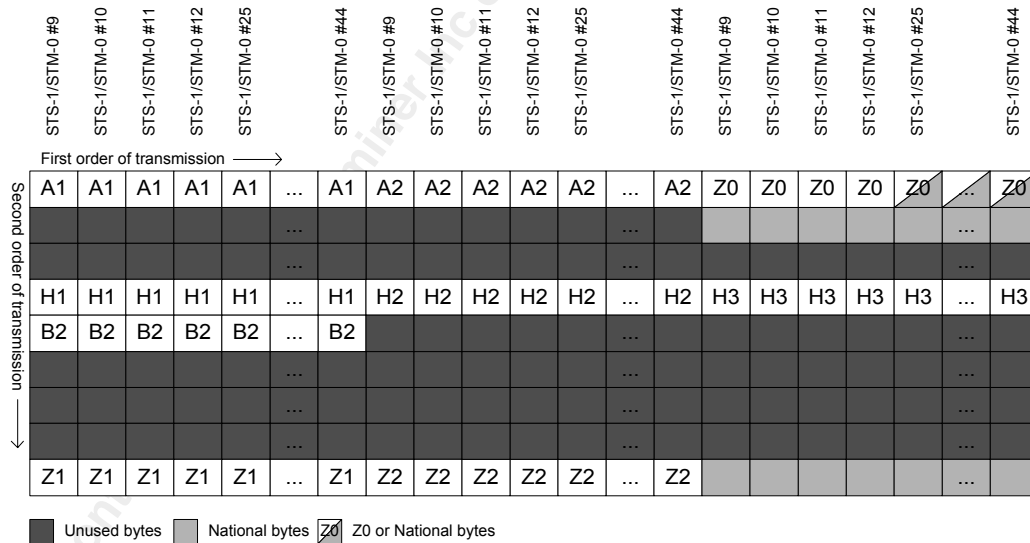 STS-1/STM-0 #9
STS-1/STM-0 #10
STS-1/STM-0 #11
STS-1/STM-0 #12
STS-1/STM-0 #25
STS-1/STM-0 #44
STS-1/STM-0 #9
STS-1/STM-0 #10
STS-1/STM-0 #11
STS-1/STM-0 #12
STS-1/STM-0 #25
STS-1/STM-0 #44
STS-1/STM-0 #9
STS-1/STM-0 #10
STS-1/STM-0 #11
STS-1/STM-0 #12
STS-1/STM-0 #25
STS-1/STM-0 #44
First order of transmission
Second order of transmission
A1 A1 A1 A1 A1 ... A1 A2 A2 A2 A2 A2 ... A2 Z0 Z0 Z0 Z0 Z0 ... Z0
... ... ...
... ... ...
H1 H1 H1 H1 H1 ... H1 H2 H2 H2 H2 H2 ... H2 H3 H3 H3 H3 H3 ... H3
B2 B2 B2 B2 B2 ... B2 ... ...
... ... ...
... ... ...
... ... ...
Z1 Z1 Z1 Z1 Z1 ... Z1 Z2 Z2 Z2 Z2 Z2 ... Z2 ...
Unused bytes National bytes Z0 Z0 or National bytes